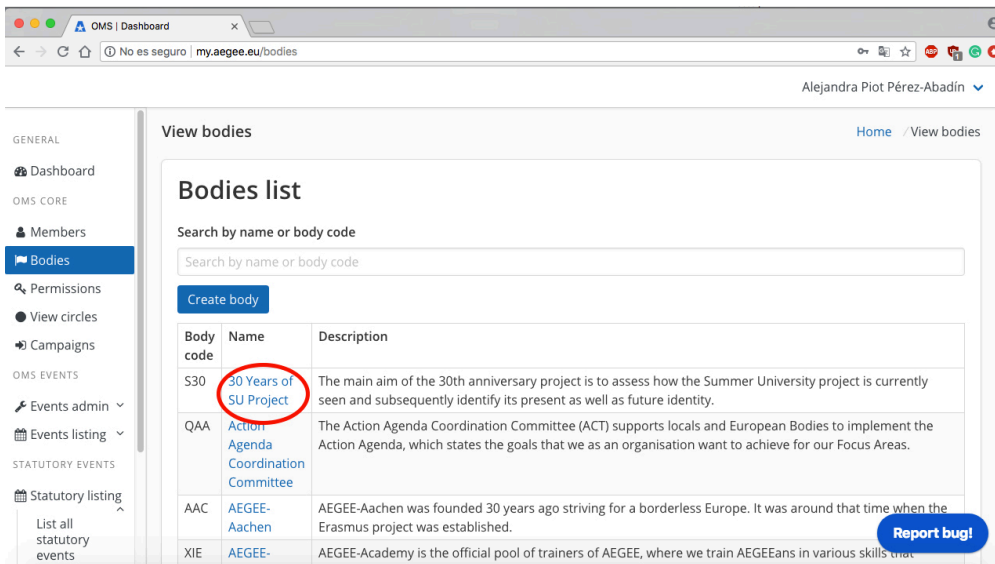 OMS | Dashboard
No es seguro | my.aegee.eu/bodies
ABP
1
Alejandra Piot Pérez-Abadín
GENERAL
Dashboard
OMS CORE
Members
Bodies
Permissions
View circles
Campaigns
OMS EVENTS
Events admin
Events listing
STATUTORY EVENTS
Statutory listing
List all
statutory
events
View bodies
Home / View bodies
Bodies list
Search by name or body code
Search by name or body code
Create body
Body code Name Description
S30 30 Years of SU Project The main aim of the 30th anniversary project is to assess how the Summer University project is currently
seen and subsequently identify its present as well as future identity.
QAA Action Agenda Coordination Committee The Action Agenda Coordination Committee (ACT) supports locals and European Bodies to implement the
Action Agenda, which states the goals that we as an organisation want to achieve for our Focus Areas.
AAC AEGEE-Aachen AEGEE-Aachen was founded 30 years ago striving for a borderless Europe. It was around that time when the
Erasmus project was established.
XIE AEGEE- AEGEE-Academy is the official pool of trainers of AEGEE, where we train AEGEEans in various skills that
Report bug!